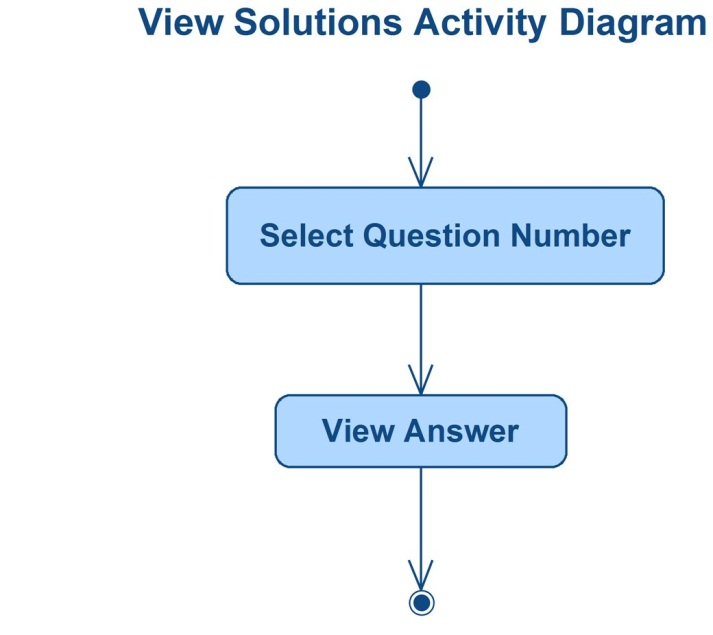 View Solutions Activity Diagram
Select Question Number
View Answer